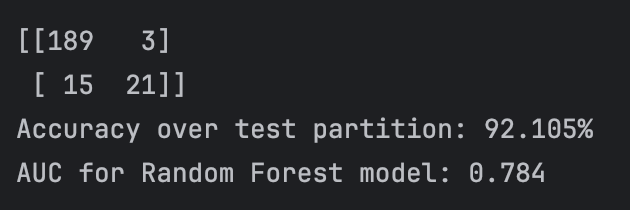 [[189   3]
 [ 15  21]]
Accuracy over test partition: 92.105%
AUC for Random Forest model: 0.784